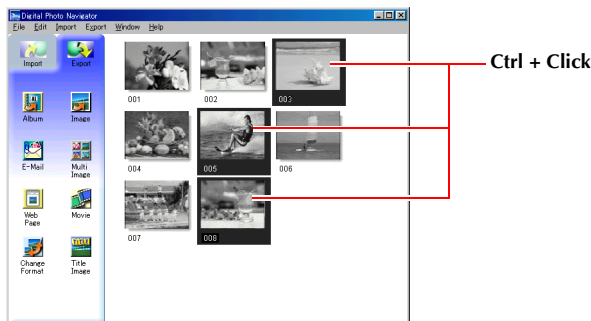 Digital Photo Navigator
File Edit Import Export Window Help
Import Export
Ctrl + Click
001 002 003
Album Image
004 005 006
E-Mail Multi Image
Web Page Movie
007 008
Change Format Title Image